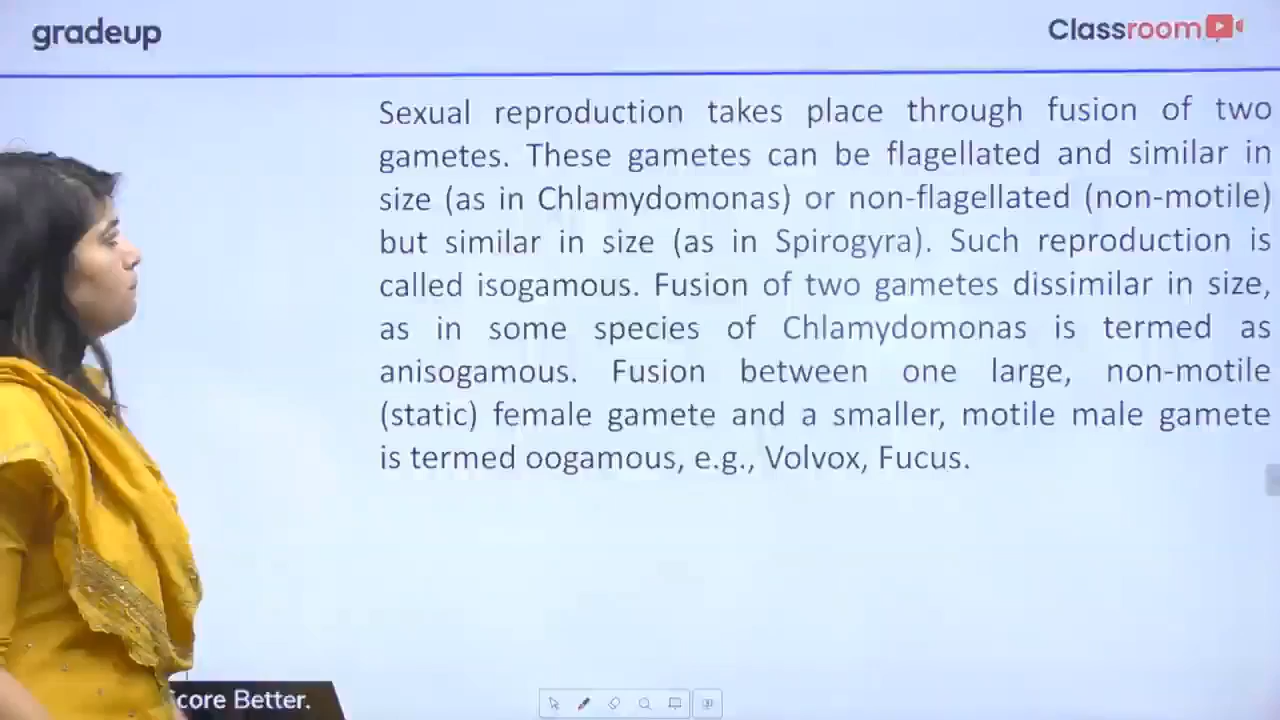 gradeup
Classroom
Sexual reproduction takes place through fusion of two
gametes. These gametes can be flagellated and similar in
size (as in Chlamydomonas) or non-flagellated (non-motile)
but similar in size (as in Spirogyra). Such reproduction is
called isogamous. Fusion of two gametes dissimilar in size,
as in some species of Chlamydomonas is termed as
anisogamous. Fusion between one large, non-motile
(static) female gamete and a smaller, motile male gamete
is termed oogamous, e.g., Volvox, Fucus.
core Better.